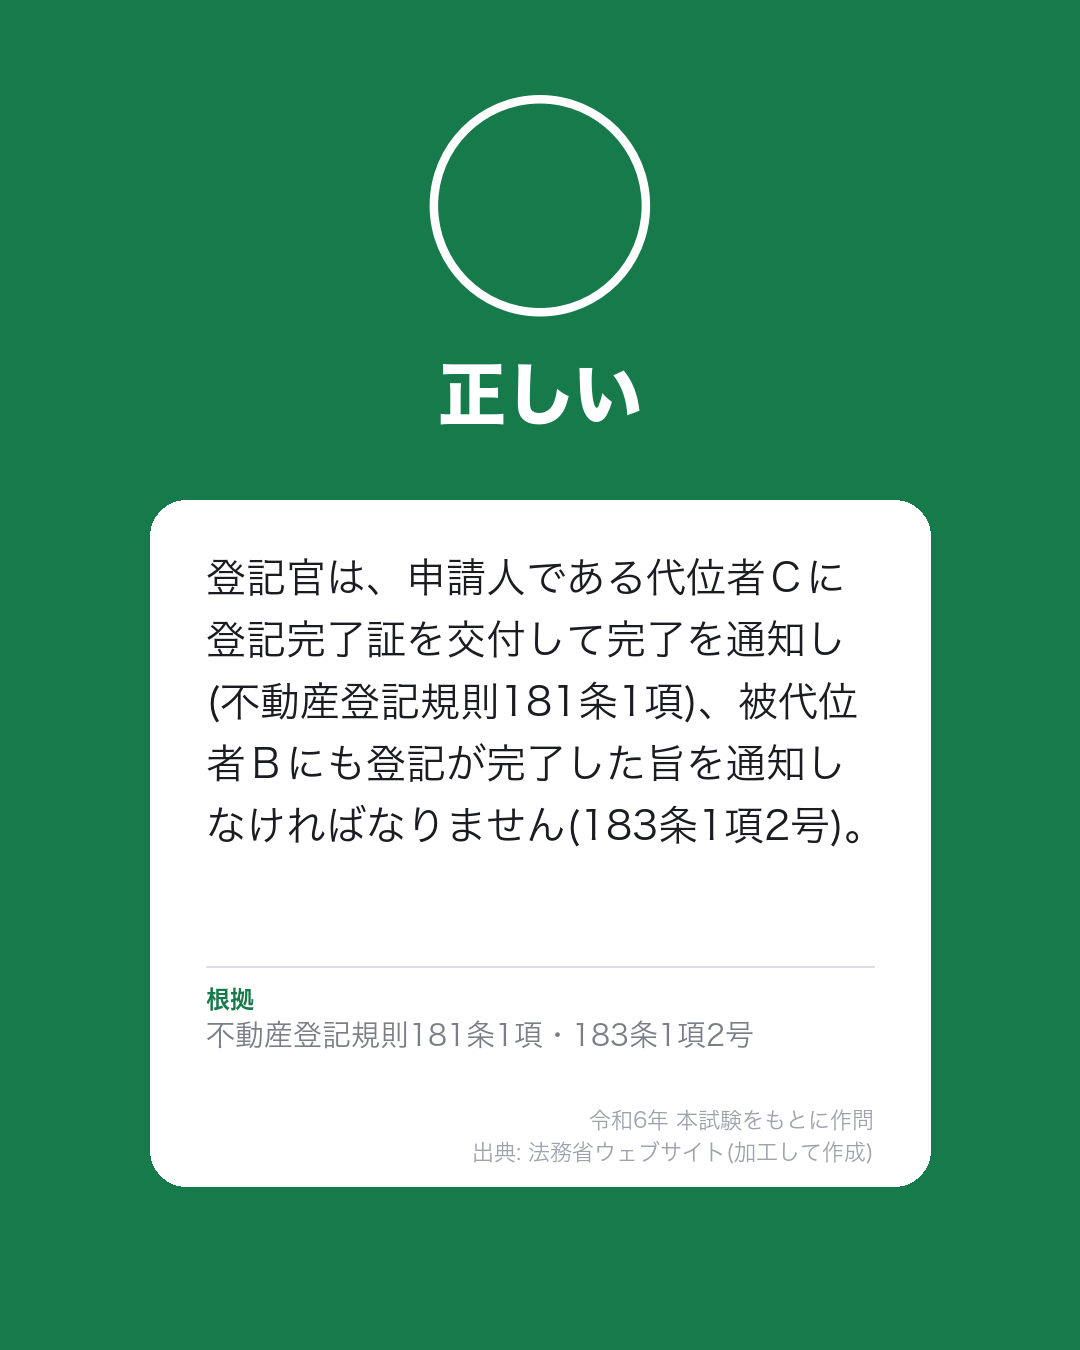 正しい
登記官は、申請人である代位者Cに
登記完了証を交付して完了を通知し
(不動産登記規則181条1項)、被代位
者Bにも登記が完了した旨を通知し
なければなりません(183条1項2号)。
根拠
不動産登記規則181条1項・183条1項2号
令和6年 本試験をもとに作問
出典: 法務省ウェブサイト(加工して作成)